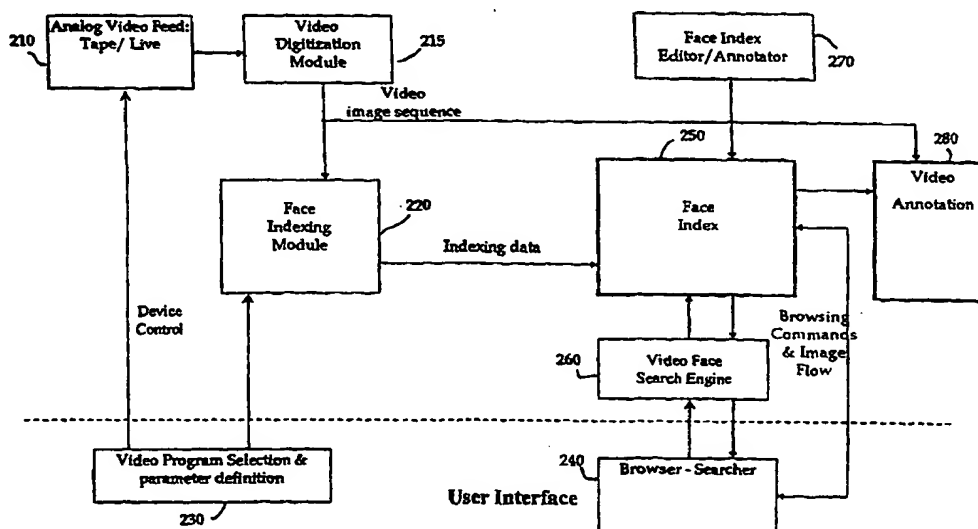 210
Analog Video Feed:
Tape/ Live
Video
Digitization
Module
215
Face Index
Editor/Annotator
270
Video
image sequence
250
280
Face
Indexing
Module
220
Face
Index
Video
Annotation
Indexing data
Device
Control
Browsing
Commands
& Image
Flow
260
Video Face
Search Engine
Video Program Selection &
parameter definition
230
240
Browser - Searcher
User Interface